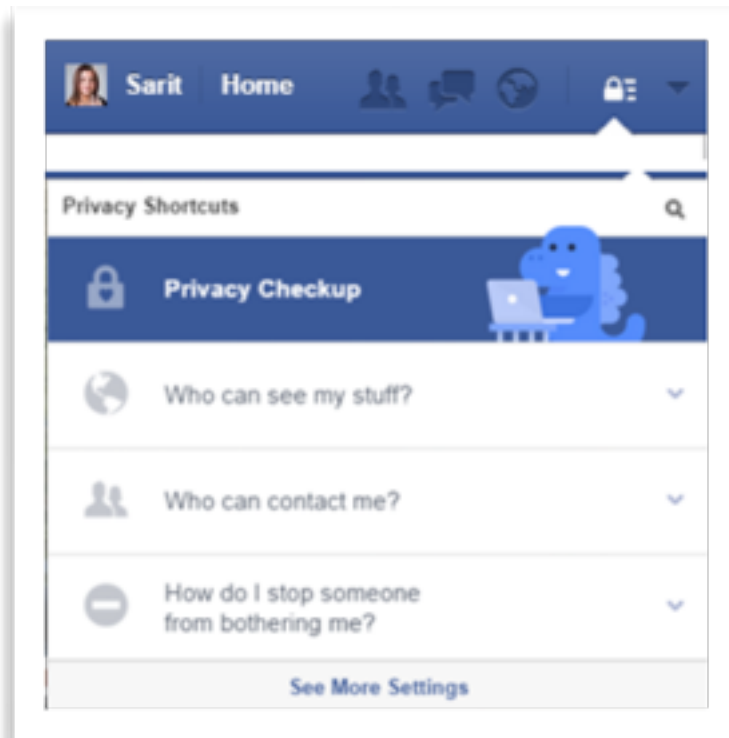 Sarit Home
Privacy Shortcuts
Privacy Checkup
Who can see my stuff?
Who can contact me?
How do I stop someone
from bothering me?
See More Settings